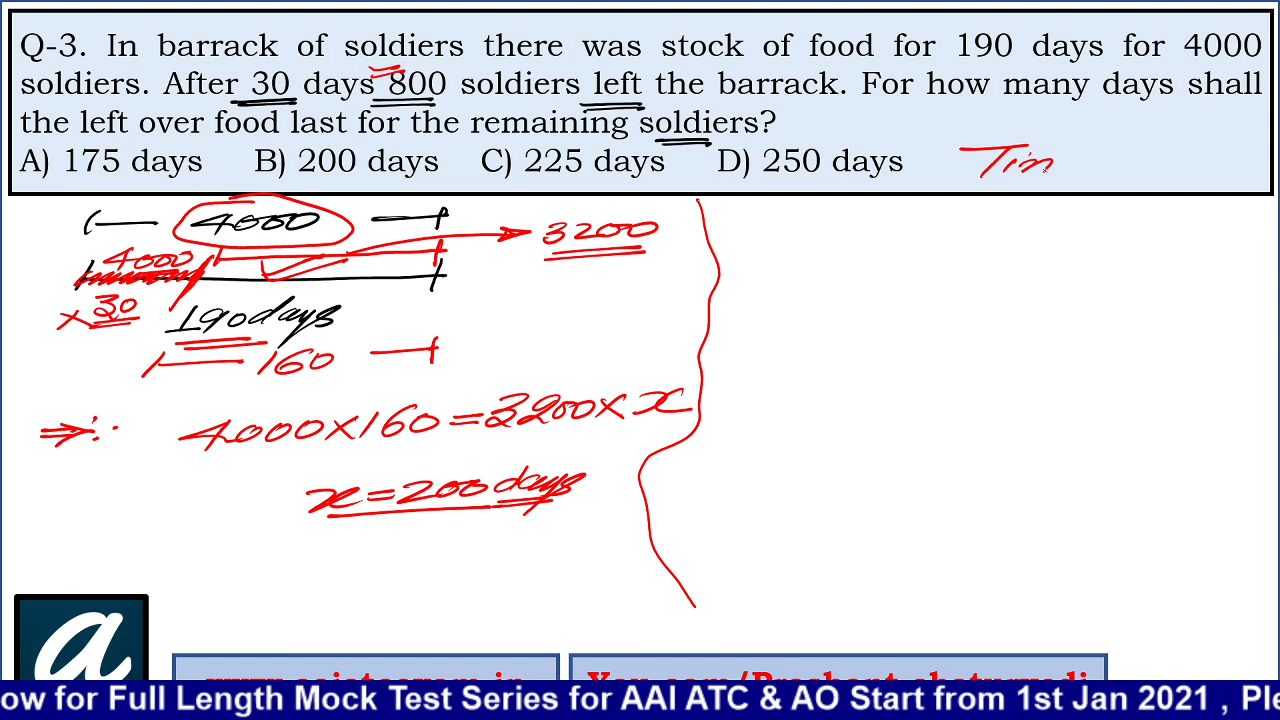 Q-3. In barrack of soldiers there was stock of food for 190 days for 4000
soldiers. After 30 days 800 soldiers left the barrack. For how many days shall
the left over food last for the remaining soldiers?
A) 175 days B) 200 days C) 225 days D) 250 days
Tim
4000
3200
4000
× 30
190days
160
⇒ ∴ 4000×160=3200×x
x=200 days
a
ow for Full Length Mock Test Series for AAI ATC & AO Start from 1st Jan 2021 , Ple